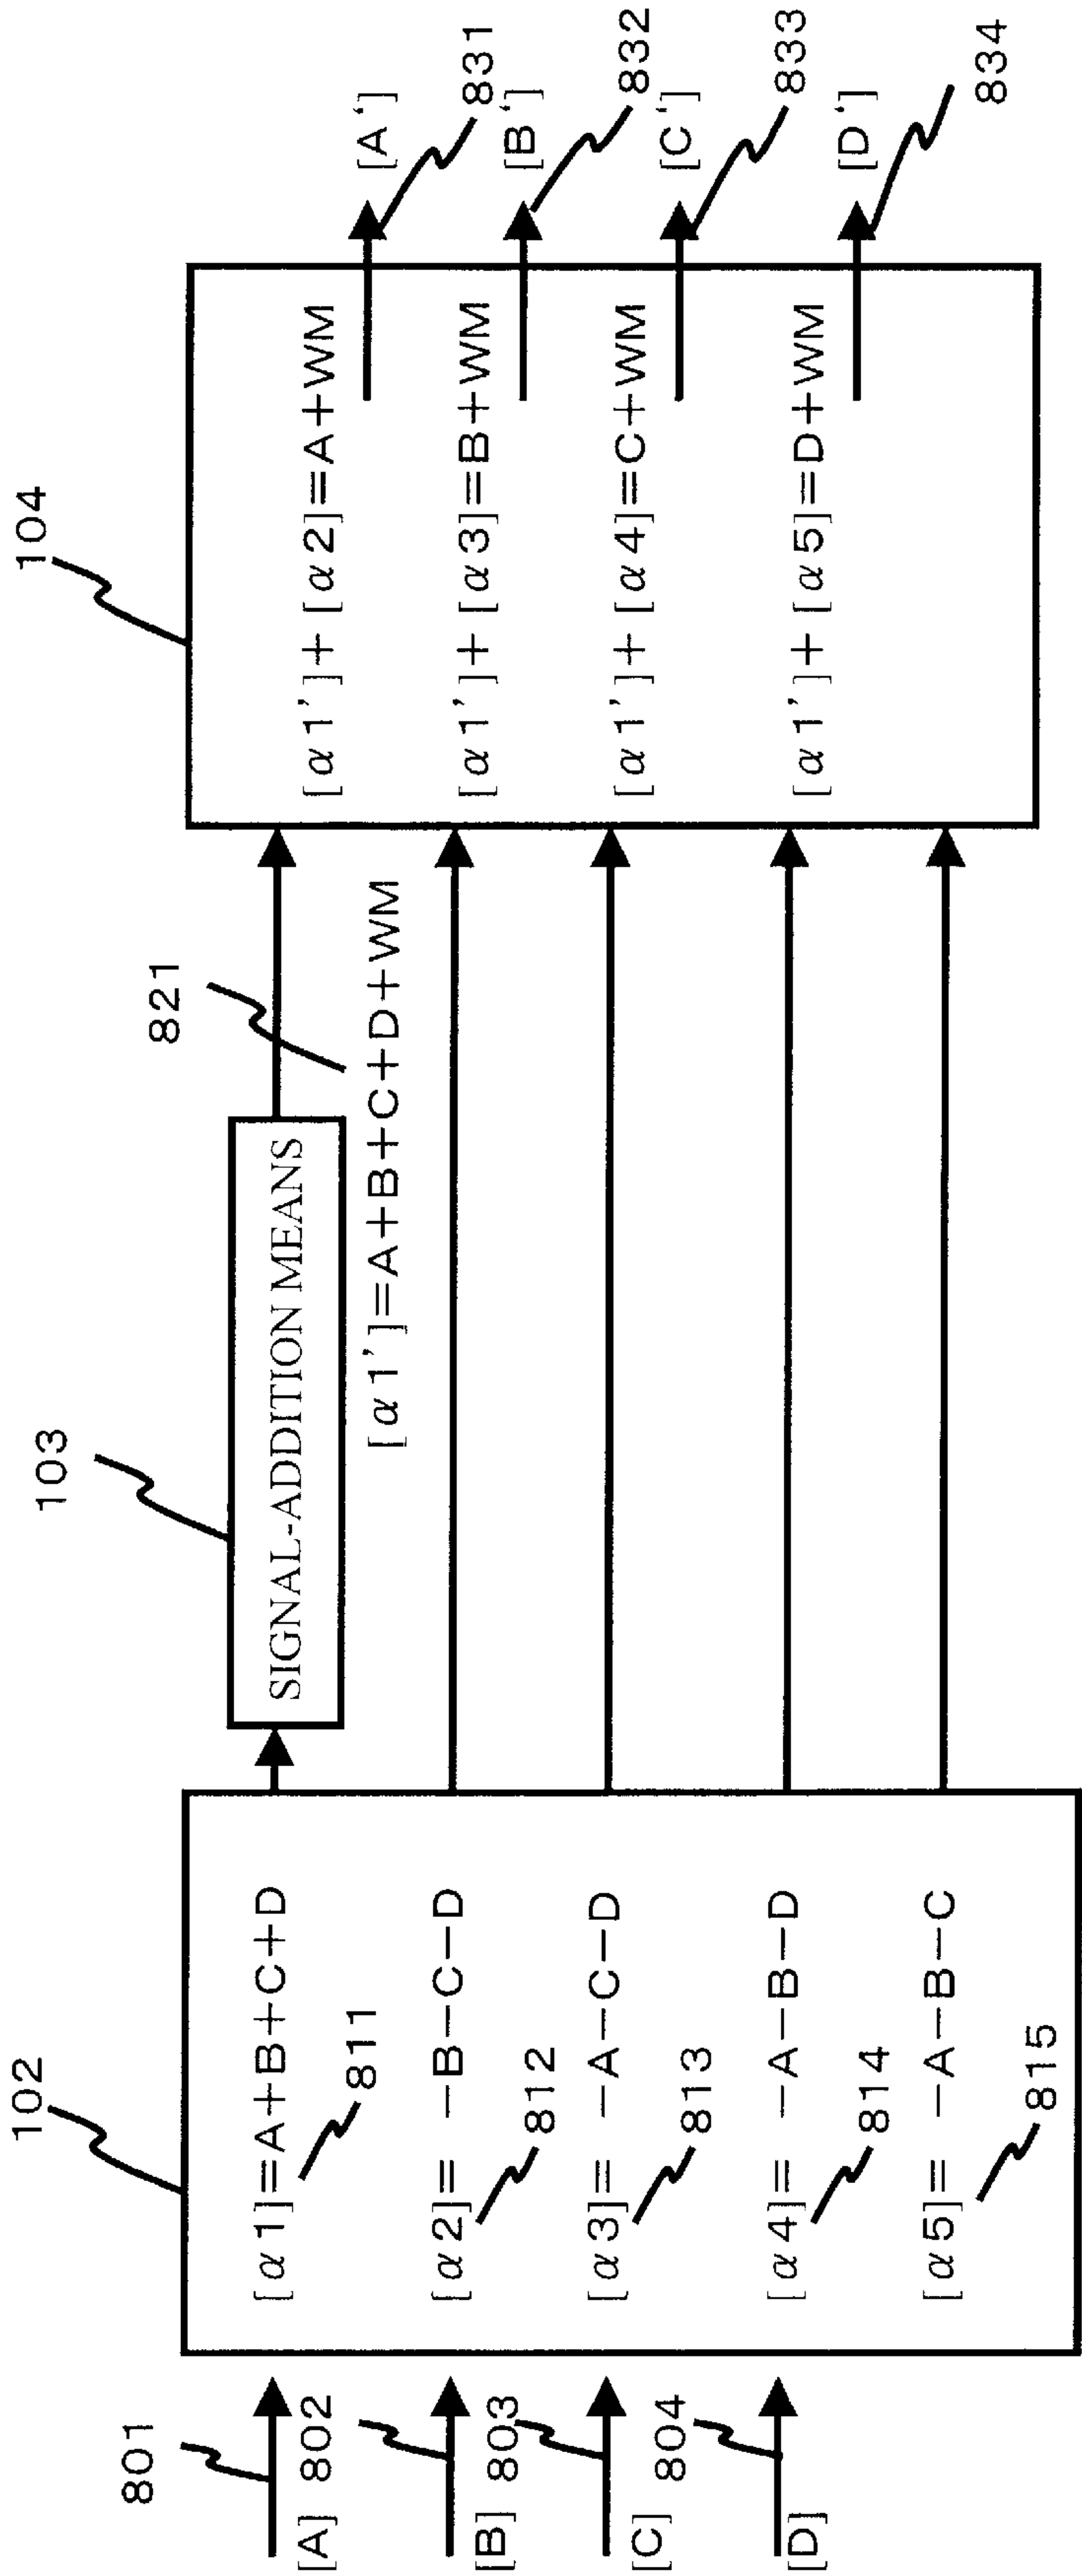 102
103
104
801
[A]
802
[B]
803
[C]
804
[D]
[α1]=A+B+C+D
811
[α2]= −B−C−D
812
[α3]= −A−C−D
813
[α4]= −A−B−D
814
[α5]= −A−B−C
815
SIGNAL-ADDITION MEANS
821
[α1']=A+B+C+D+WM
[α1']+[α2]=A+WM
[α1']+[α3]=B+WM
[α1']+[α4]=C+WM
[α1']+[α5]=D+WM
[A']
831
[B']
832
[C']
833
[D']
834